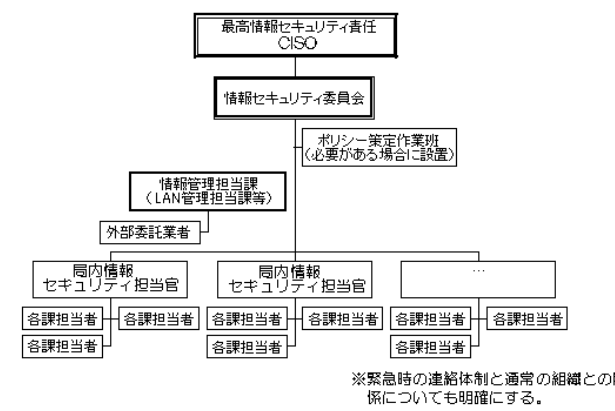 最高情報セキュリティ責任
CISO
情報セキュリティ委員会
ポリシー策定作業班
(必要がある場合に設置)
情報管理担当課
(LAN管理担当課等)
外部委託業者
局内情報
セキュリティ担当官
局内情報
セキュリティ担当官
…
各課担当者
各課担当者
各課担当者
各課担当者
各課担当者
各課担当者
各課担当者
各課担当者
各課担当者
※緊急時の連絡体制と通常の組織との
係についても明確にする。